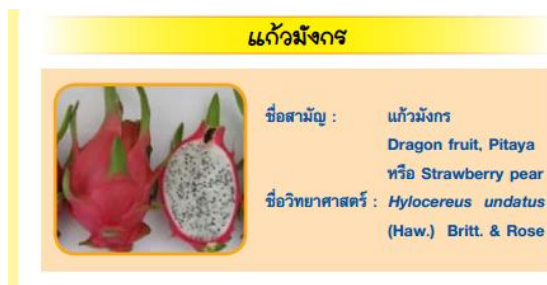 แก้วมังกร
ชื่อสามัญ : แก้วมังกร
Dragon fruit, Pitaya
หรือ Strawberry pear
ชื่อวิทยาศาสตร์ : Hylocereus undatus
(Haw.) Britt. & Rose